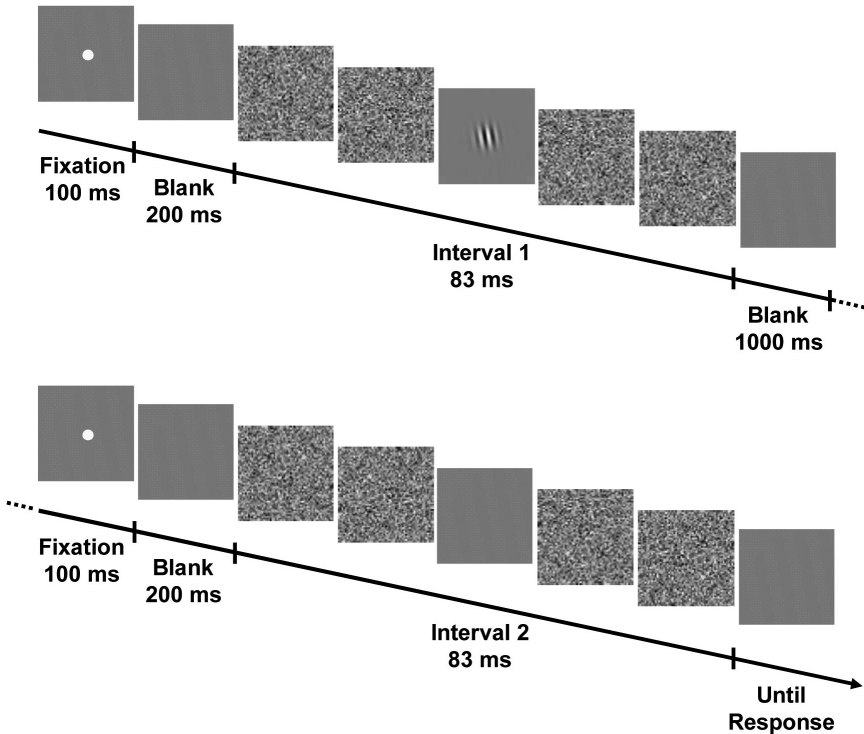 Fixation
100 ms
Blank
200 ms
Interval 1
83 ms
Blank
1000 ms
Fixation
100 ms
Blank
200 ms
Interval 2
83 ms
Until
Response